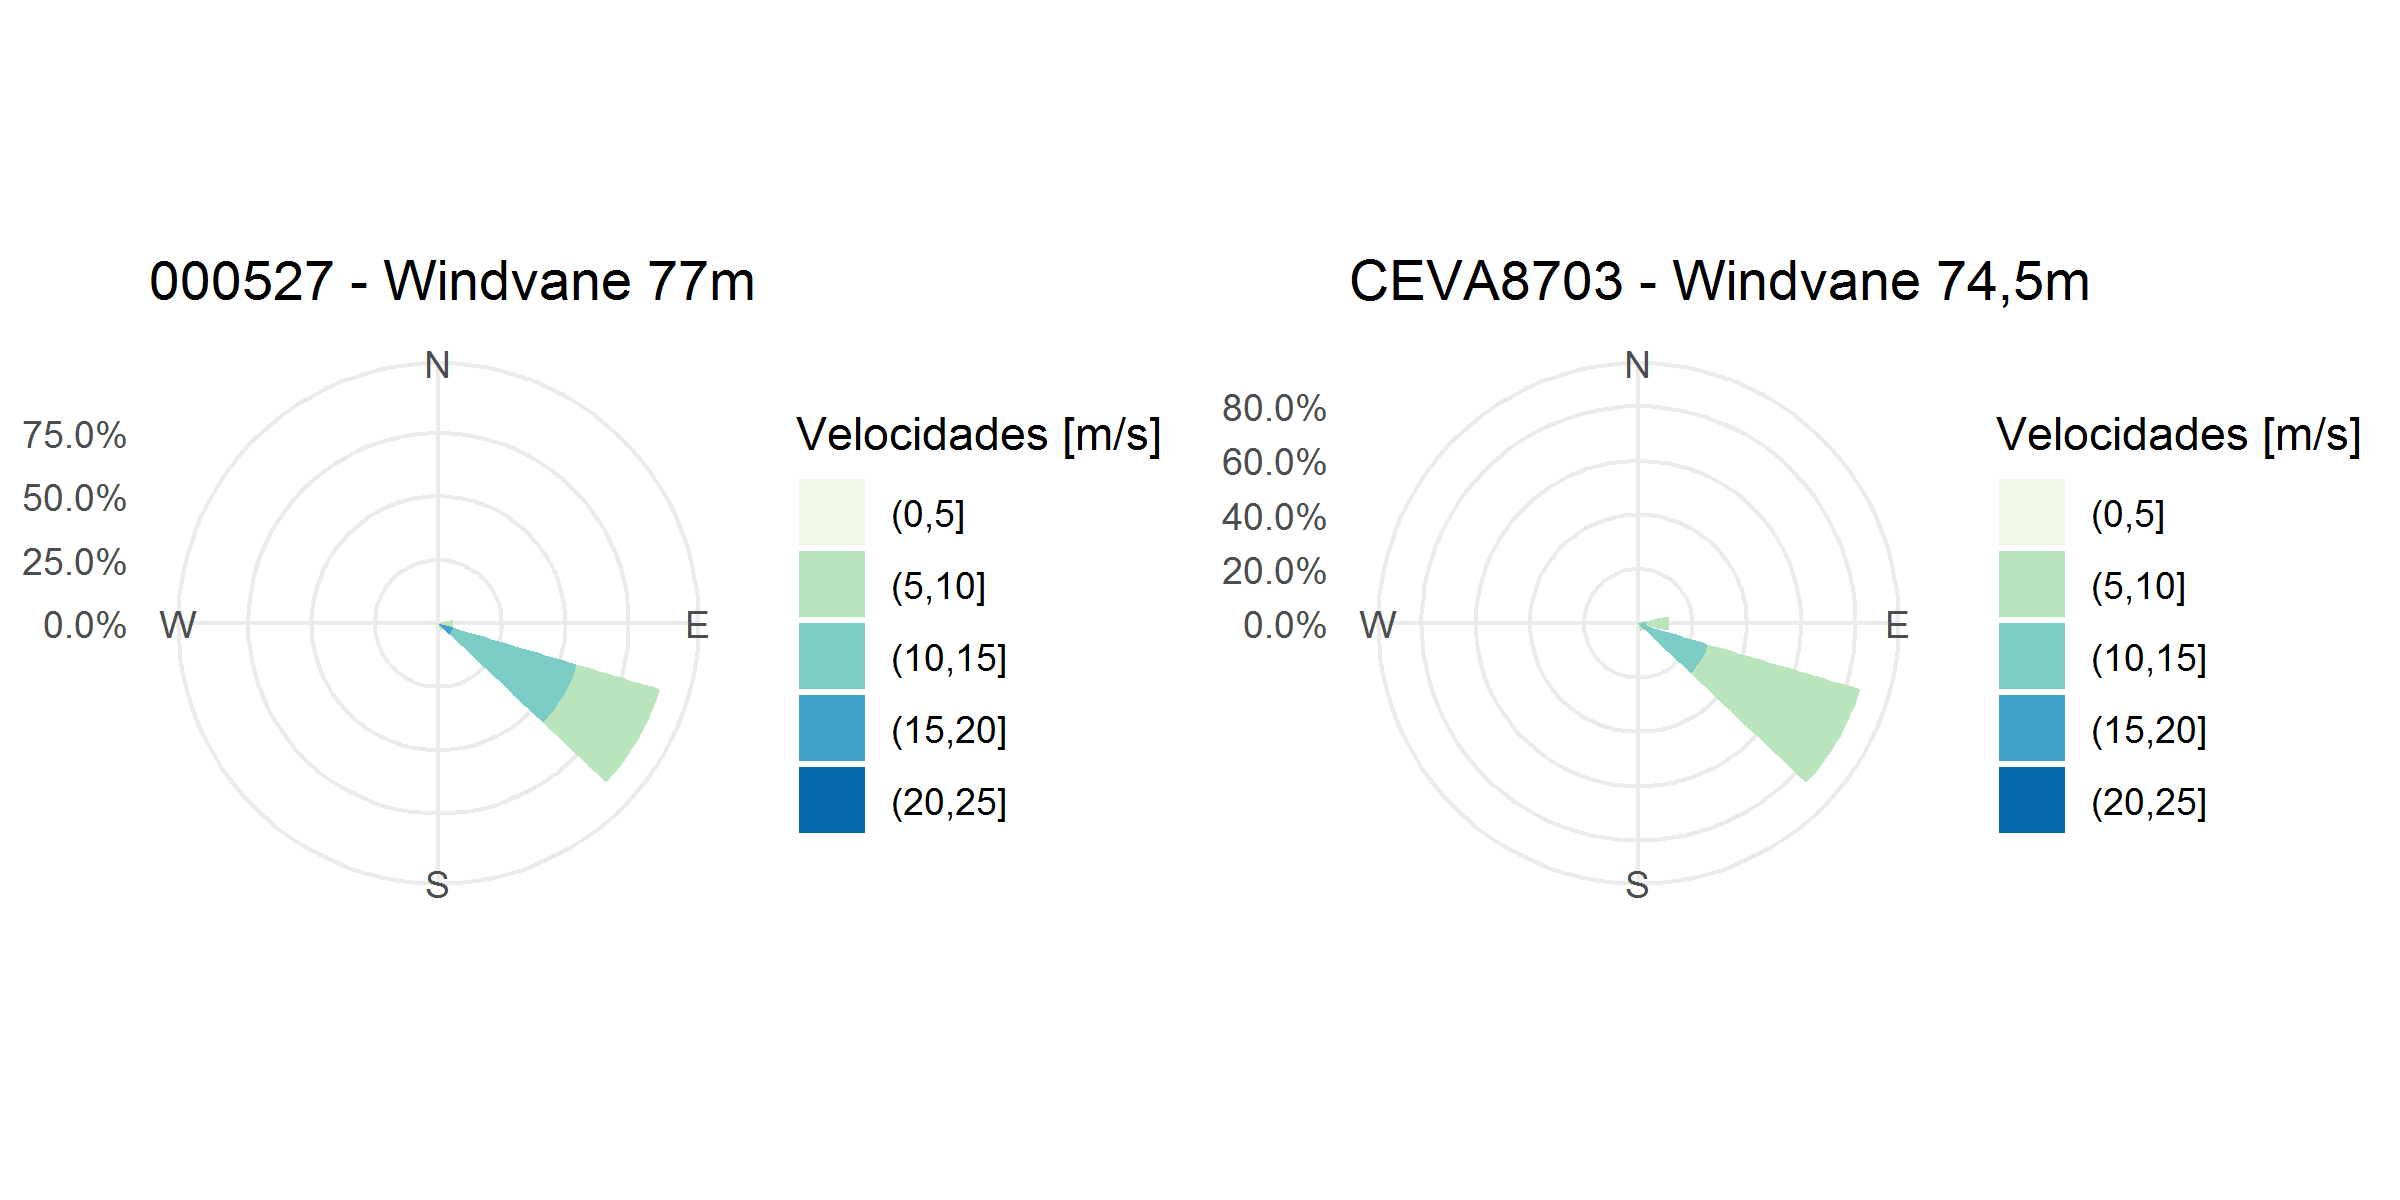 000527 - Windvane 77m
N
75.0%
50.0%
25.0%
0.0%
W
E
S
Velocidades [m/s]
(0,5]
(5,10]
(10,15]
(15,20]
(20,25]
CEVA8703 - Windvane 74,5m
N
80.0%
60.0%
40.0%
20.0%
0.0%
W
E
S
Velocidades [m/s]
(0,5]
(5,10]
(10,15]
(15,20]
(20,25]